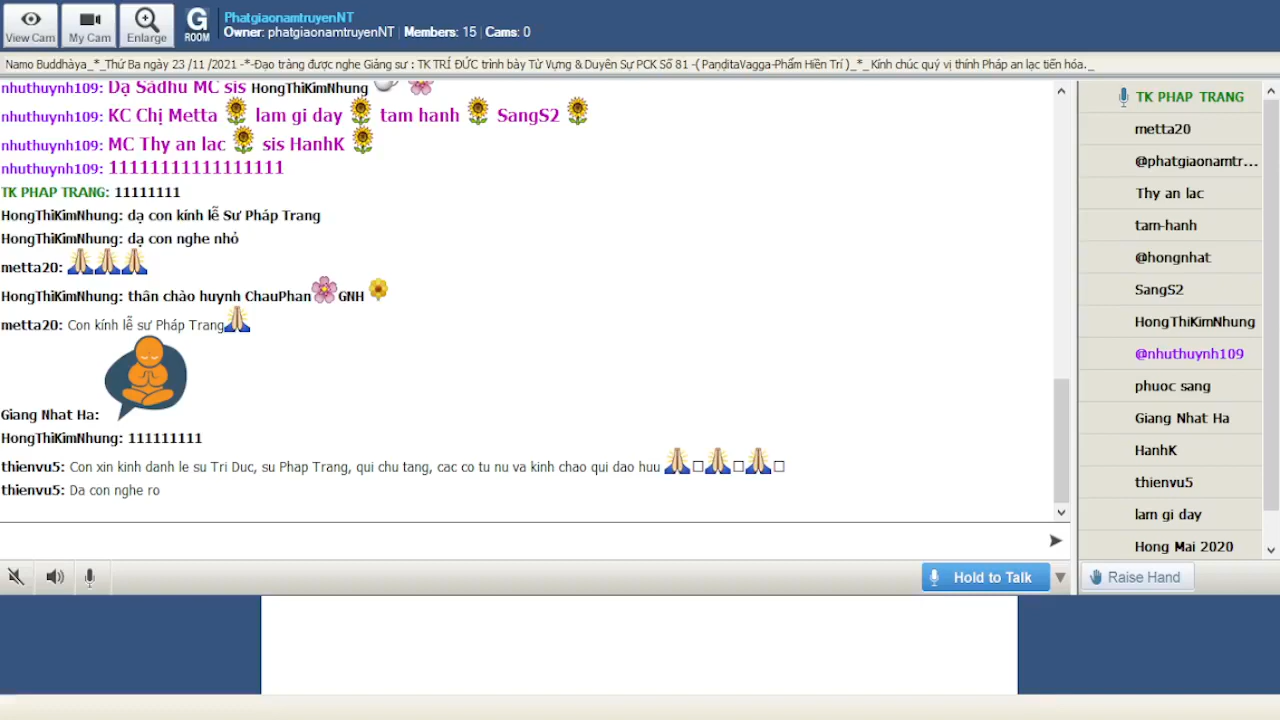 View Cam
My Cam
Enlarge
G
ROOM
PhatgiaonamtruyenNT
Owner: phatgiaonamtruyenNT | Members: 15 | Cams: 0
Namo Buddhàya_*_Thứ Ba ngày 23 /11 /2021 -*-Đạo tràng được nghe Giảng sư : TK TRÍ ĐỨC trình bày Từ Vựng & Duyên Sự PCK Số 81 -( PaṇḍitaVagga-Phẩm Hiền Trí )_*_ Kính chúc quý vị thính Pháp an lạc tiến hóa._
nhuthuynh109: Dạ Sādhu MC sis HongThiKimNhung
nhuthuynh109: KC Chị Metta lam gi day tam hanh SangS2
nhuthuynh109: MC Thy an lac sis HanhK
nhuthuynh109: 11111111111111111
TK PHAP TRANG: 11111111
HongThiKimNhung: dạ con kính lễ Sư Pháp Trang
HongThiKimNhung: dạ con nghe nhỏ
metta20:
HongThiKimNhung: thân chào huynh ChauPhan GNH
metta20: Con kính lễ sư Pháp Trang
Giang Nhat Ha:
HongThiKimNhung: 111111111
thienvu5: Con xin kinh danh le su Tri Duc, su Phap Trang, qui chu tang, cac co tu nu va kinh chao qui dao huu
thienvu5: Da con nghe ro
Hold to Talk
TK PHAP TRANG
metta20
@phatgiaonamtr...
Thy an lac
tam-hanh
@hongnhat
SangS2
HongThiKimNhung
@nhuthuynh109
phuoc sang
Giang Nhat Ha
HanhK
thienvu5
lam gi day
Hong Mai 2020
Raise Hand